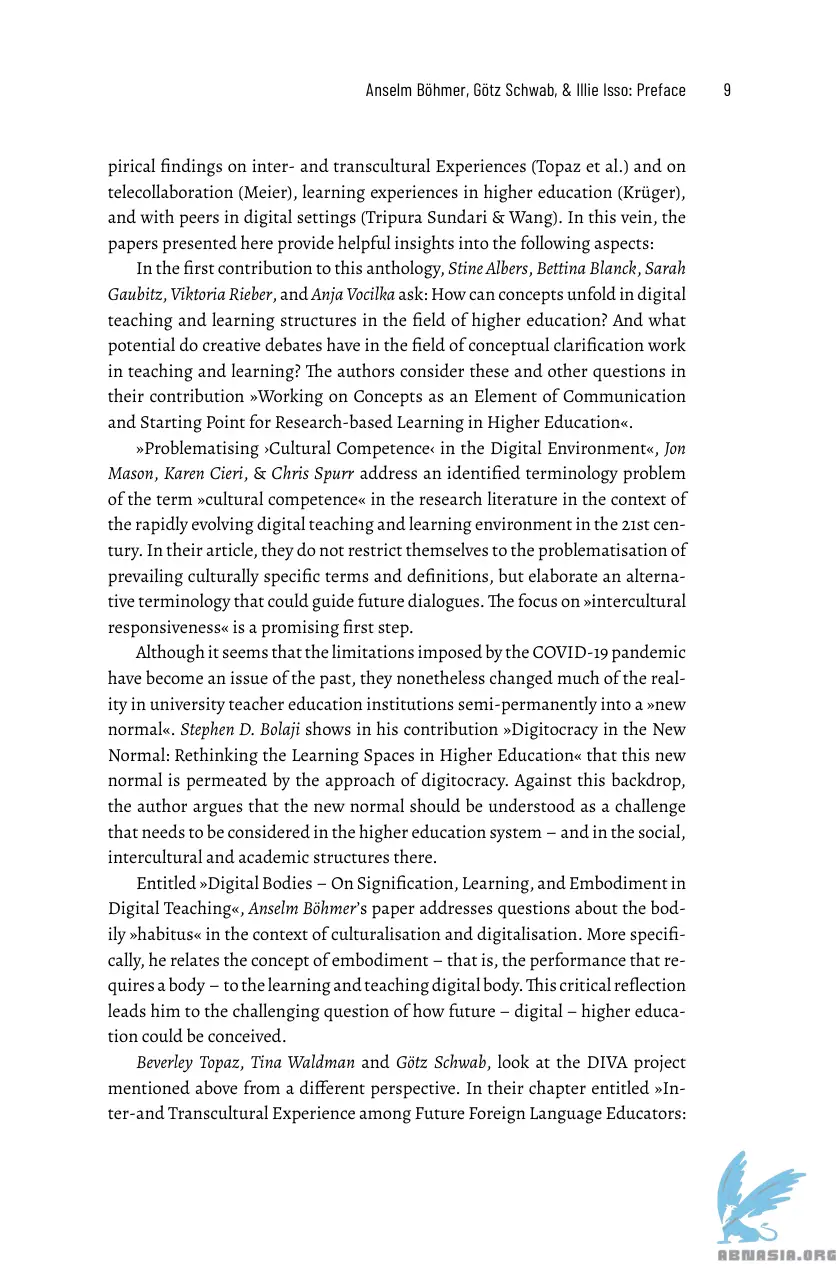 Anselm Böhmer, Götz Schwab, & Illie Isso: Preface 9
pirical findings on inter- and transcultural Experiences (Topaz et al.) and on
telecollaboration (Meier), learning experiences in higher education (Krüger),
and with peers in digital settings (Tripura Sundari & Wang). In this vein, the
papers presented here provide helpful insights into the following aspects:
In the first contribution to this anthology, Stine Albers, Bettina Blanck, Sarah
Gaubitz, Viktoria Rieber, and Anja Vocilka ask: How can concepts unfold in digital
teaching and learning structures in the field of higher education? And what
potential do creative debates have in the field of conceptual clarification work
in teaching and learning? The authors consider these and other questions in
their contribution »Working on Concepts as an Element of Communication
and Starting Point for Research-based Learning in Higher Education«.
»Problematising ›Cultural Competence‹ in the Digital Environment«, Jon
Mason, Karen Cieri, & Chris Spurr address an identified terminology problem
of the term »cultural competence« in the research literature in the context of
the rapidly evolving digital teaching and learning environment in the 21st cen-
tury. In their article, they do not restrict themselves to the problematisation of
prevailing culturally specific terms and definitions, but elaborate an alterna-
tive terminology that could guide future dialogues. The focus on »intercultural
responsiveness« is a promising first step.
Although it seems that the limitations imposed by the COVID-19 pandemic
have become an issue of the past, they nonetheless changed much of the real-
ity in university teacher education institutions semi-permanently into a »new
normal«. Stephen D. Bolaji shows in his contribution »Digitocracy in the New
Normal: Rethinking the Learning Spaces in Higher Education« that this new
normal is permeated by the approach of digitocracy. Against this backdrop,
the author argues that the new normal should be understood as a challenge
that needs to be considered in the higher education system – and in the social,
intercultural and academic structures there.
Entitled »Digital Bodies – On Signification, Learning, and Embodiment in
Digital Teaching«, Anselm Böhmer’s paper addresses questions about the bod-
ily »habitus« in the context of culturalisation and digitalisation. More specifi-
cally, he relates the concept of embodiment – that is, the performance that re-
quires a body – to the learning and teaching digital body. This critical reflection
leads him to the challenging question of how future – digital – higher educa-
tion could be conceived.
Beverley Topaz, Tina Waldman and Götz Schwab, look at the DIVA project
mentioned above from a different perspective. In their chapter entitled »In-
ter-and Transcultural Experience among Future Foreign Language Educators:
ABNASIA.ORG